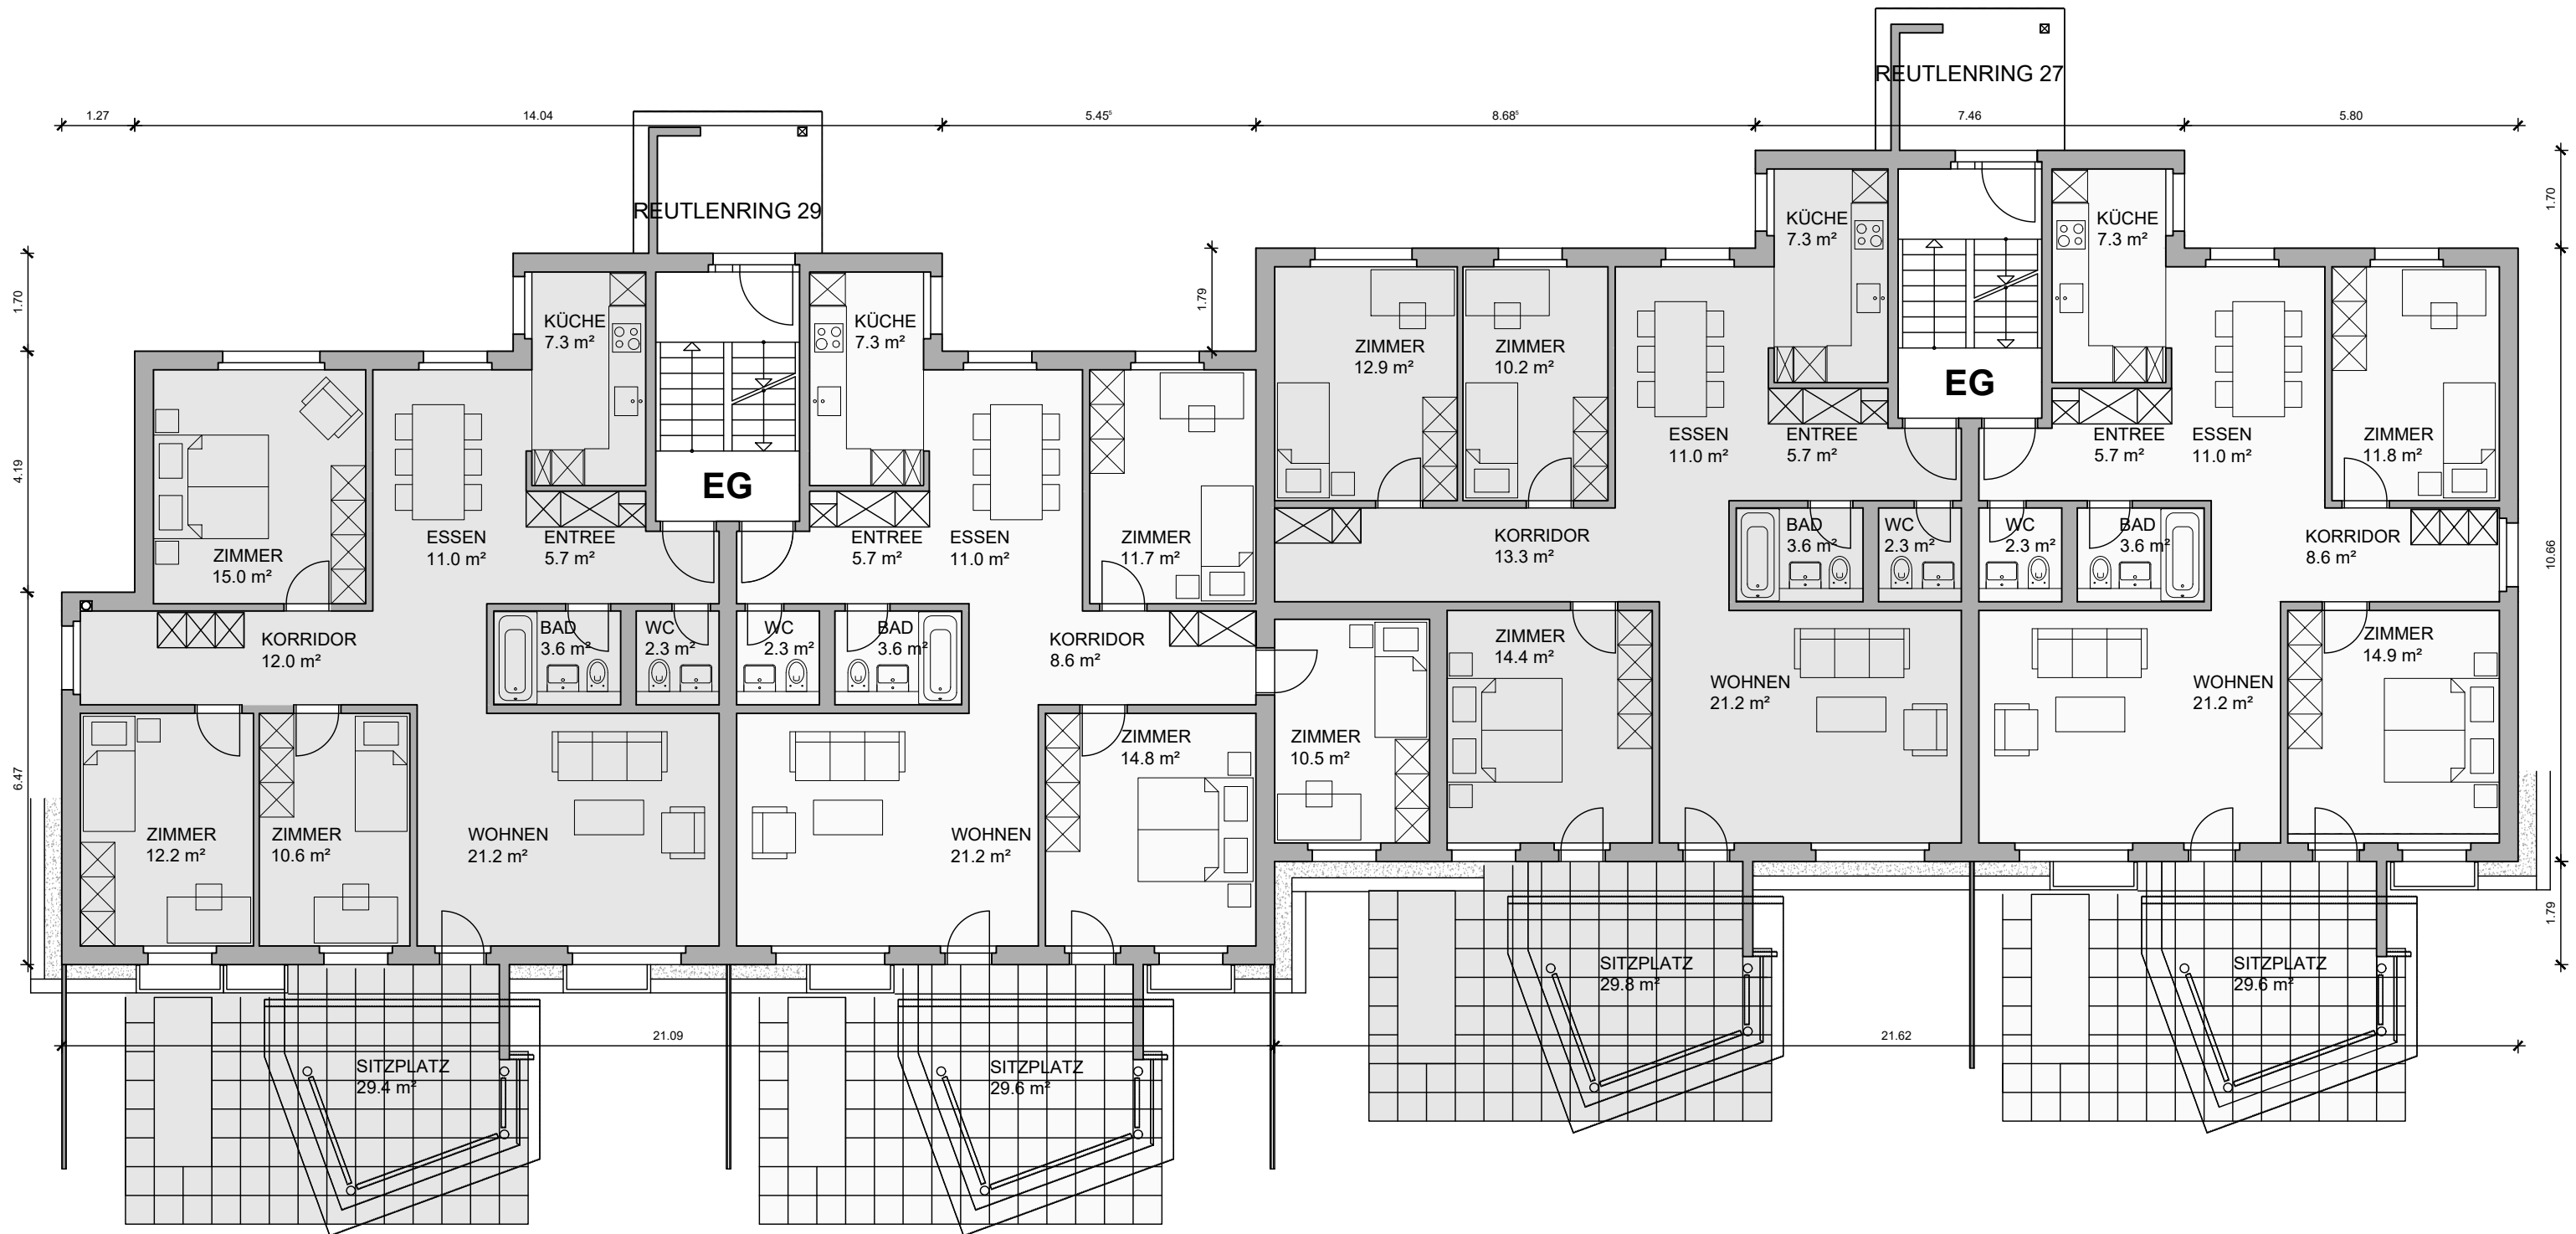 REUTLENRING 27
1.27
14.04
5.45⁵
8.68⁵
7.46
5.80
REUTLENRING 29
1.70
4.19
6.47
1.79
1.70
10.66
1.79
KÜCHE
7.3 m²
KÜCHE
7.3 m²
EG
ESSEN
11.0 m²
ENTREE
5.7 m²
ENTREE
5.7 m²
ESSEN
11.0 m²
ZIMMER
15.0 m²
ZIMMER
11.7 m²
KORRIDOR
12.0 m²
BAD
3.6 m²
WC
2.3 m²
WC
2.3 m²
BAD
3.6 m²
KORRIDOR
8.6 m²
ZIMMER
12.2 m²
ZIMMER
10.6 m²
WOHNEN
21.2 m²
WOHNEN
21.2 m²
ZIMMER
14.8 m²
SITZPLATZ
29.4 m²
SITZPLATZ
29.6 m²
21.09
KÜCHE
7.3 m²
KÜCHE
7.3 m²
EG
ZIMMER
12.9 m²
ZIMMER
10.2 m²
ESSEN
11.0 m²
ENTREE
5.7 m²
ENTREE
5.7 m²
ESSEN
11.0 m²
ZIMMER
11.8 m²
KORRIDOR
13.3 m²
BAD
3.6 m²
WC
2.3 m²
WC
2.3 m²
BAD
3.6 m²
KORRIDOR
8.6 m²
ZIMMER
10.5 m²
ZIMMER
14.4 m²
WOHNEN
21.2 m²
WOHNEN
21.2 m²
ZIMMER
14.9 m²
SITZPLATZ
29.8 m²
SITZPLATZ
29.6 m²
21.62